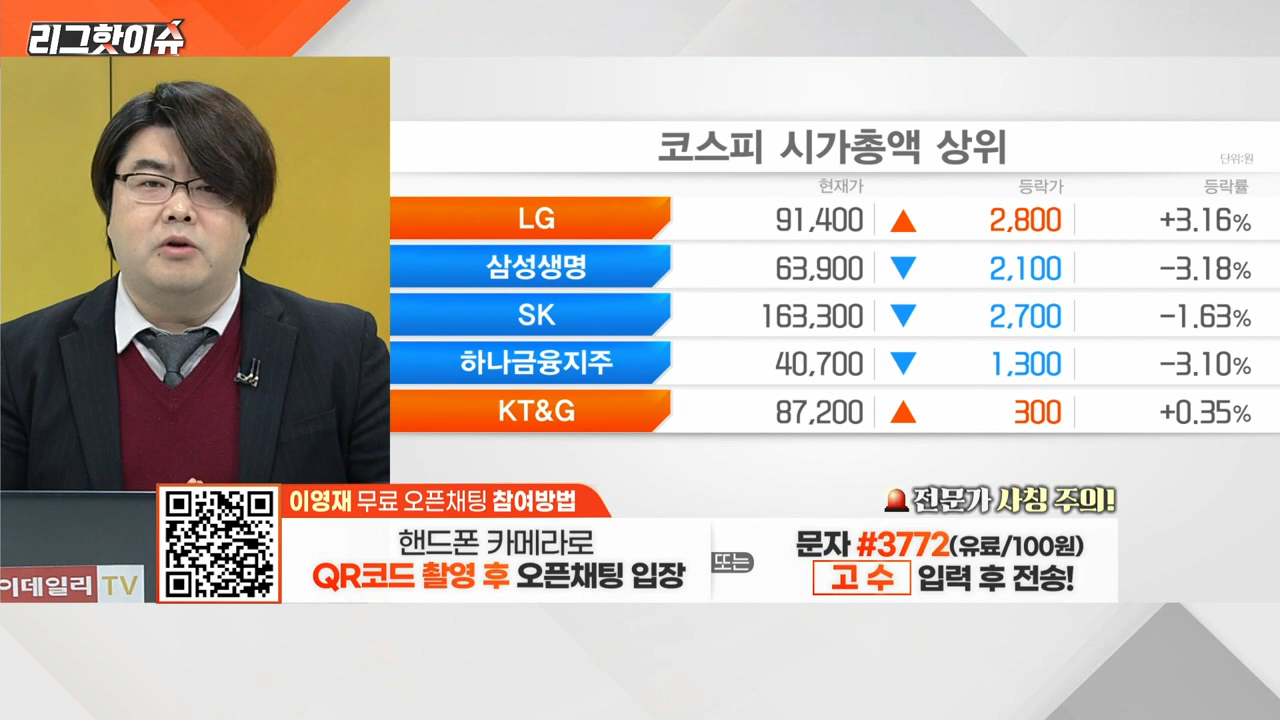 리그핫이슈
코스피 시가총액 상위
단위:원
현재가 등락가 등락률
LG 91,400 ▲ 2,800 +3.16%
삼성생명 63,900 ▼ 2,100 -3.18%
SK 163,300 ▼ 2,700 -1.63%
하나금융지주 40,700 ▼ 1,300 -3.10%
KT&G 87,200 ▲ 300 +0.35%
이영재 무료 오픈채팅 참여방법
핸드폰 카메라로
QR코드 촬영 후 오픈채팅 입장
또는
전문가 사칭 주의!
문자 #3772(유료/100원)
고 수 입력 후 전송!
이데일리 TV